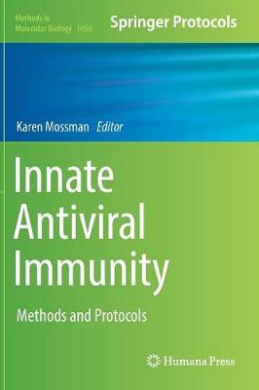 Methods in
Molecular Biology 1656
Springer Protocols
Karen Mossman Editor
Innate
Antiviral
Immunity
Methods and Protocols
Humana Press